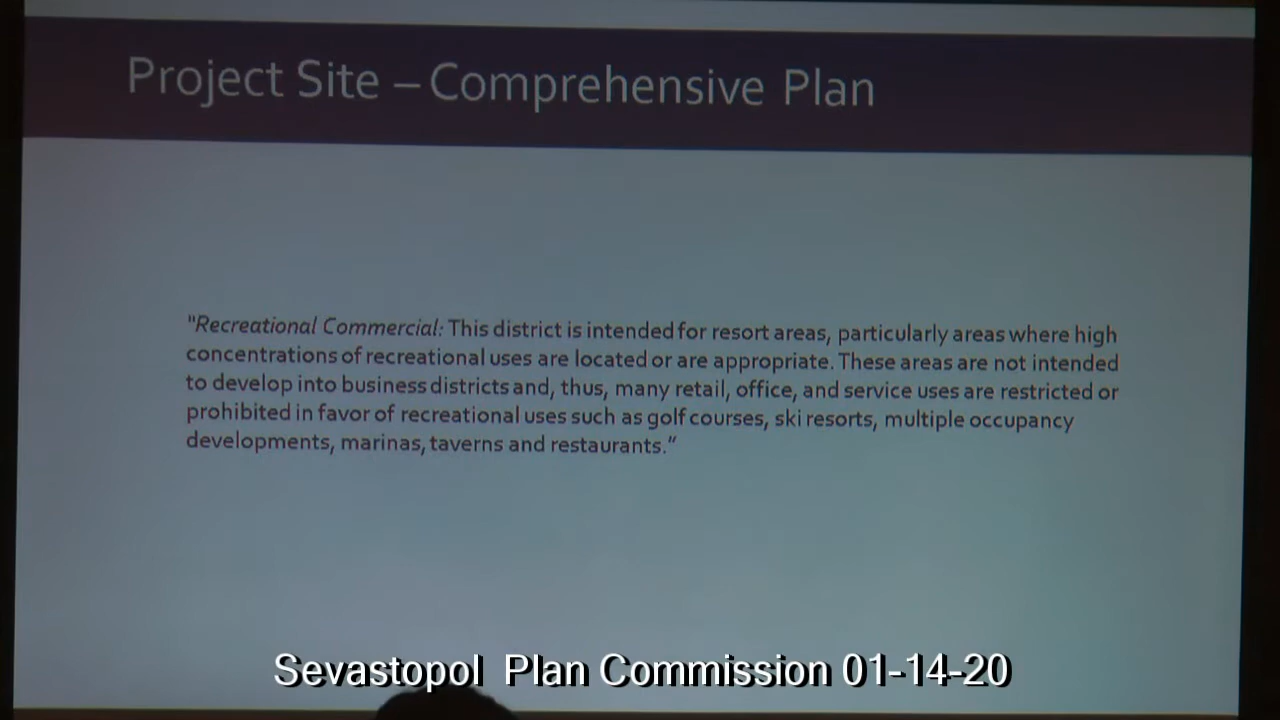 Project Site – Comprehensive Plan
"Recreational Commercial: This district is intended for resort areas, particularly areas where high
concentrations of recreational uses are located or are appropriate. These areas are not intended
to develop into business districts and, thus, many retail, office, and service uses are restricted or
prohibited in favor of recreational uses such as golf courses, ski resorts, multiple occupancy
developments, marinas, taverns and restaurants."
Sevastopol Plan Commission 01-14-20